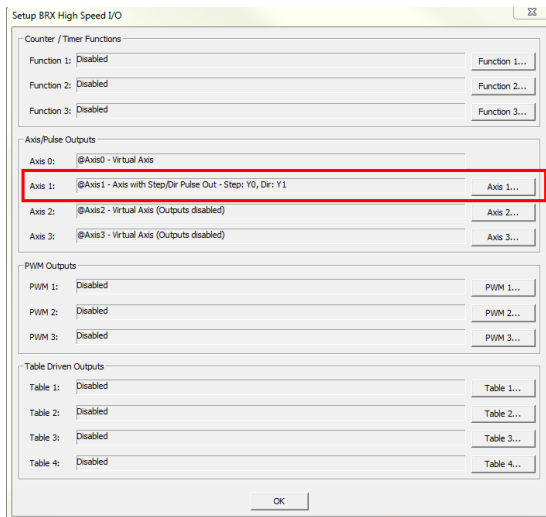 Setup BRX High Speed I/O
Counter / Timer Functions
Function 1: Disabled Function 1...
Function 2: Disabled Function 2...
Function 3: Disabled Function 3...
Axis/Pulse Outputs
Axis 0: @Axis0 - Virtual Axis
Axis 1: @Axis1 - Axis with Step/Dir Pulse Out - Step: Y0, Dir: Y1 Axis 1...
Axis 2: @Axis2 - Virtual Axis (Outputs disabled) Axis 2...
Axis 3: @Axis3 - Virtual Axis (Outputs disabled) Axis 3...
PWM Outputs
PWM 1: Disabled PWM 1...
PWM 2: Disabled PWM 2...
PWM 3: Disabled PWM 3...
Table Driven Outputs
Table 1: Disabled Table 1...
Table 2: Disabled Table 2...
Table 3: Disabled Table 3...
Table 4: Disabled Table 4...
OK